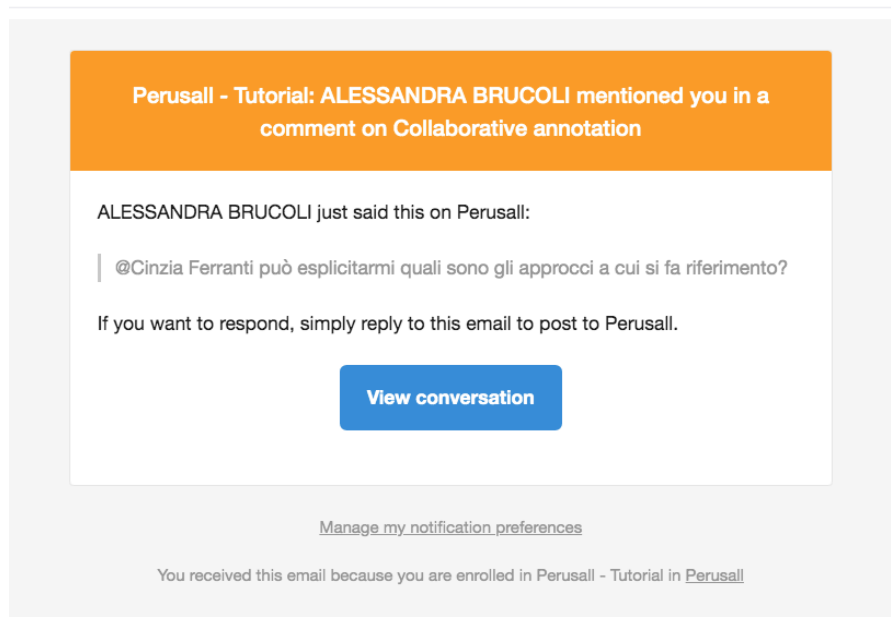 Perusall - Tutorial: ALESSANDRA BRUCOLI mentioned you in a
comment on Collaborative annotation
ALESSANDRA BRUCOLI just said this on Perusall:
@Cinzia Ferranti può esplicitarmi quali sono gli approcci a cui si fa riferimento?
If you want to respond, simply reply to this email to post to Perusall.
View conversation
Manage my notification preferences
You received this email because you are enrolled in Perusall - Tutorial in Perusall